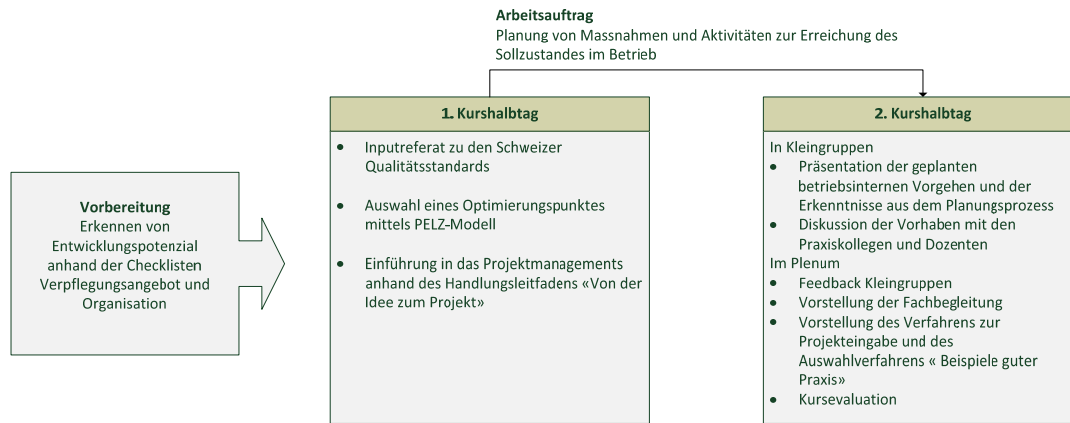 Arbeitsauftrag
Planung von Massnahmen und Aktivitäten zur Erreichung des
Sollzustandes im Betrieb
Vorbereitung
Erkennen von
Entwicklungspotenzial
anhand der Checklisten
Verpflegungsangebot und
Organisation
1. Kurshalbtag
• Inputreferat zu den Schweizer
Qualitätsstandards
• Auswahl eines Optimierungspunktes
mittels PELZ-Modell
• Einführung in das Projektmanagements
anhand des Handlungsleitfadens «Von der
Idee zum Projekt»
2. Kurshalbtag
In Kleingruppen
• Präsentation der geplanten
betriebsinternen Vorgehen und der
Erkenntnisse aus dem Planungsprozess
• Diskussion der Vorhaben mit den
Praxiskollegen und Dozenten
Im Plenum
• Feedback Kleingruppen
• Vorstellung der Fachbegleitung
• Vorstellung des Verfahrens zur
Projekteingabe und des
Auswahlverfahrens « Beispiele guter
Praxis»
• Kursevaluation